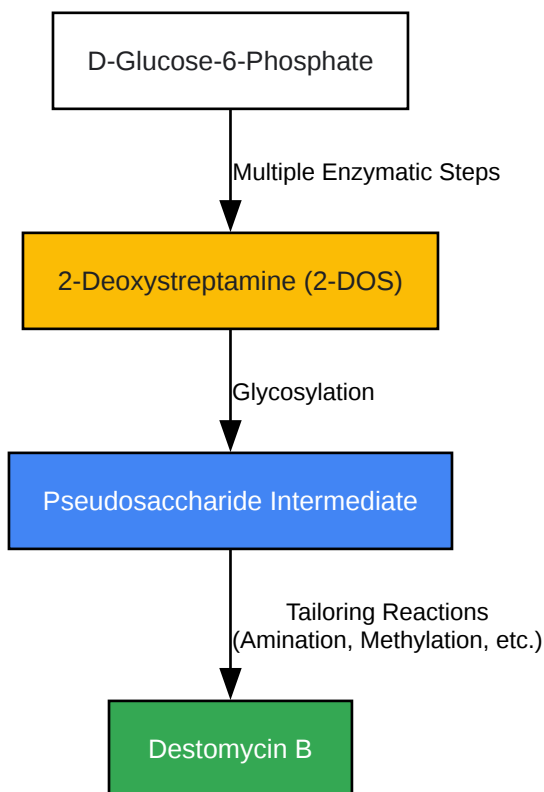 D-Glucose-6-Phosphate
Multiple Enzymatic Steps
2-Deoxystreptamine (2-DOS)
Glycosylation
Pseudosaccharide Intermediate
Tailoring Reactions
(Amination, Methylation, etc.)
Destomycin B